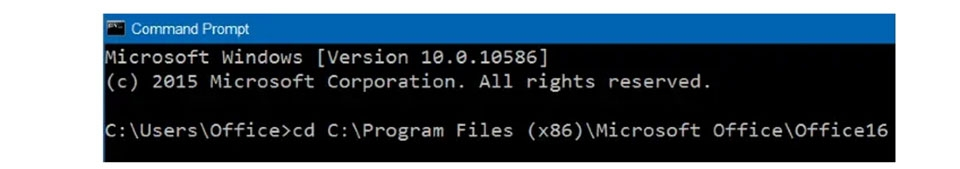 Command Prompt
Microsoft Windows [Version 10.0.10586]
(c) 2015 Microsoft Corporation. All rights reserved.
C:\Users\Office>cd C:\Program Files (x86)\Microsoft Office\Office16